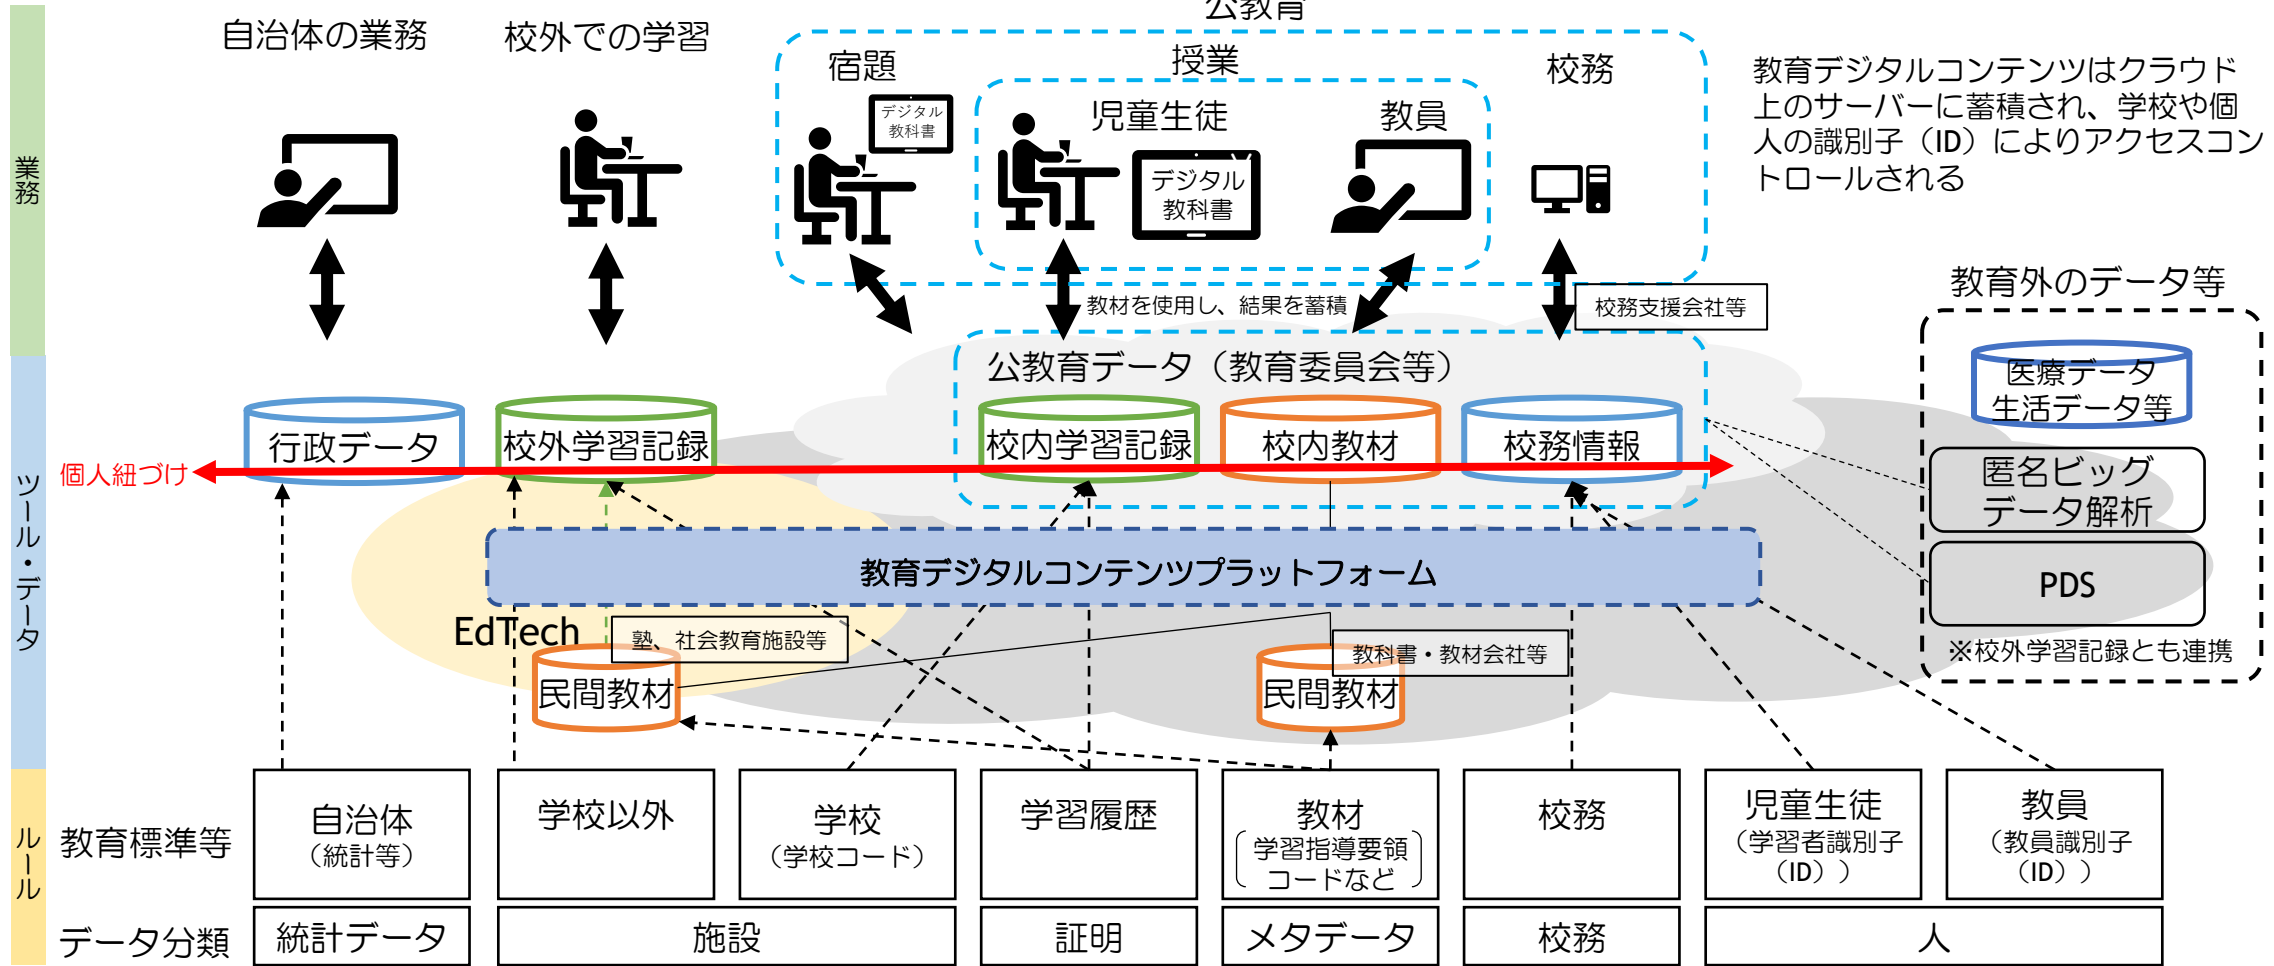 公教育
自治体の業務
校外での学習
宿題
授業
校務
児童生徒
教員
デジタル
教科書
デジタル
教科書
教育デジタルコンテンツはクラウド
上のサーバーに蓄積され、学校や個
人の識別子（ID）によりアクセスコン
トロールされる
業務
教材を使用し、結果を蓄積
校務支援会社等
教育外のデータ等
公教育データ（教育委員会等）
医療データ
生活データ等
行政データ
校外学習記録
校内学習記録
校内教材
校務情報
個人紐づけ
匿名ビッグ
データ解析
ツール・データ
教育デジタルコンテンツプラットフォーム
PDS
EdTech
塾、社会教育施設等
教科書・教材会社等
※校外学習記録とも連携
民間教材
民間教材
ルール
教育標準等
自治体
（統計等）
学校以外
学校
（学校コード）
学習履歴
教材
（学習指導要領
コードなど）
校務
児童生徒
（学習者識別子
（ID））
教員
（教員識別子
（ID））
データ分類
統計データ
施設
証明
メタデータ
校務
人